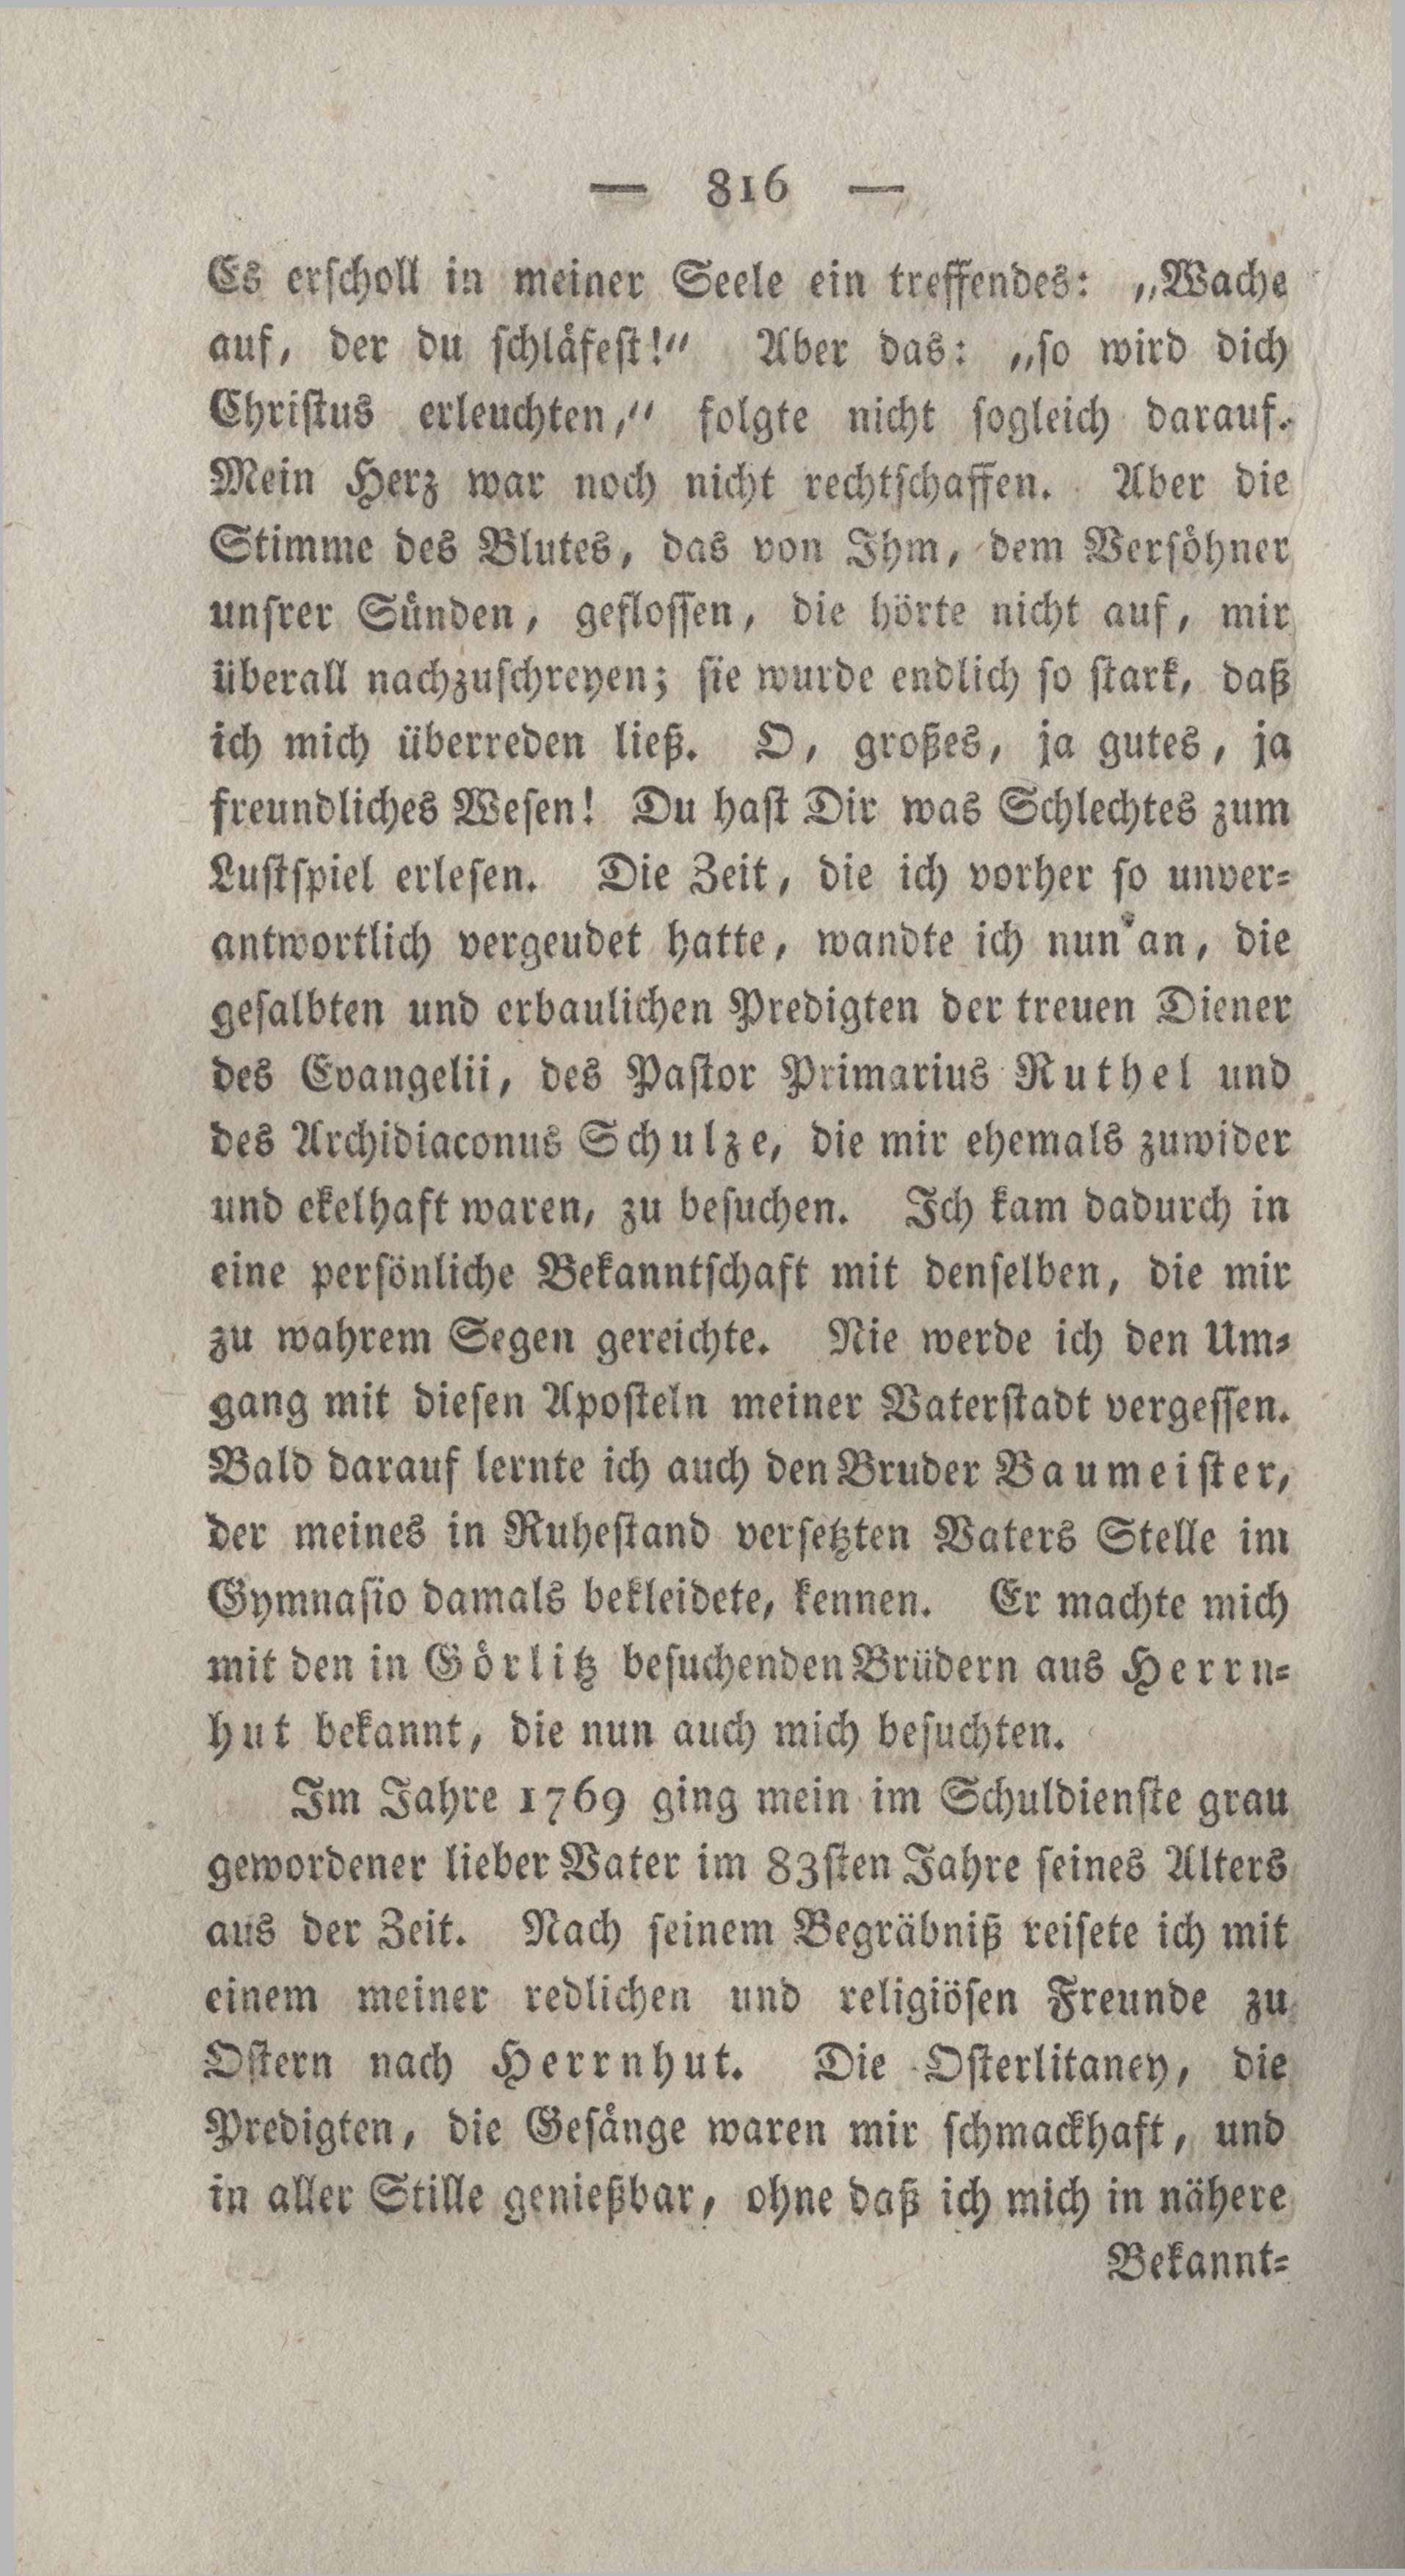 — 816 —
Es erscholl in meiner Seele ein treffendes: „Wache
auf, der du schläfest!“ Aber das: „so wird dich
Christus erleuchten,“ folgte nicht sogleich darauf.
Mein Herz war noch nicht rechtschaffen. Aber die
Stimme des Blutes, das von Ihm, dem Versöhner
unsrer Sünden, geflossen, die hörte nicht auf, mir
überall nachzuschreyen; sie wurde endlich so stark, daß
ich mich überreden ließ. O, großes, ja gutes, ja
freundliches Wesen! Du hast Dir was Schlechtes zum
Lustspiel erlesen. Die Zeit, die ich vorher so unver-
antwortlich vergeudet hatte, wandte ich nun an, die
gesalbten und erbaulichen Predigten der treuen Diener
des Evangelii, des Pastor Primarius Ruthel und
des Archidiaconus Schulze, die mir ehemals zuwider
und ekelhaft waren, zu besuchen. Ich kam dadurch in
eine persönliche Bekanntschaft mit denselben, die mir
zu wahrem Segen gereichte. Nie werde ich den Um-
gang mit diesen Aposteln meiner Vaterstadt vergessen.
Bald darauf lernte ich auch den Bruder Baumeister,
der meines in Ruhestand versetzten Vaters Stelle im
Gymnasio damals bekleidete, kennen. Er machte mich
mit den in Görlitz besuchenden Brüdern aus Herrn-
hut bekannt, die nun auch mich besuchten.
Im Jahre 1769 ging mein im Schuldienste grau
gewordener lieber Vater im 83sten Jahre seines Alters
aus der Zeit. Nach seinem Begräbniß reisete ich mit
einem meiner redlichen und religiösen Freunde zu
Ostern nach Herrnhut. Die Osterlitaney, die
Predigten, die Gesänge waren mir schmackhaft, und
in aller Stille genießbar, ohne daß ich mich in nähere
Bekannt-